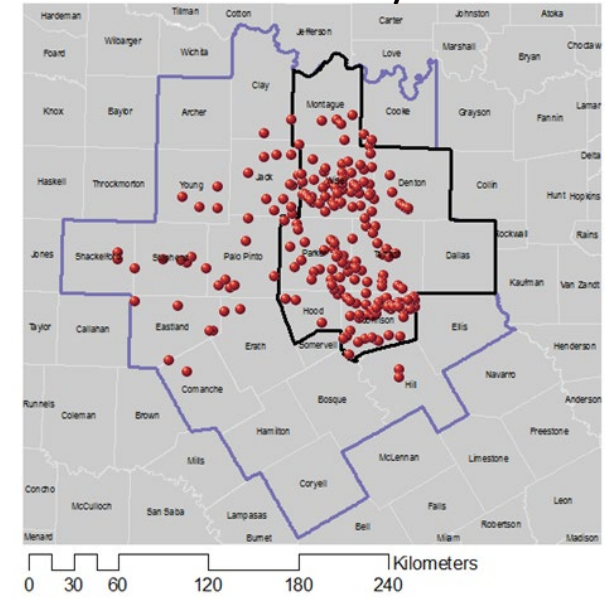 Hardeman Tillman Cotton Carter Johnston Atoka
Jefferson
Foard Wilbarger Wichita Love Marshall Bryan Choctaw
Clay
Knox Baylor Archer Montague Cooke Grayson Fannin Lamar
Delta
Haskell Throckmorton Young Jack Denton Collin Hunt Hopkins
Rockwall Rains
Jones Palo Pinto Dallas
Kaufman Van Zandt
Hood
Taylor Callahan Eastland Ellis
Erath Somervell Henderson
Navarro
Hill
Comanche Anderson
Runnels Bosque
Coleman Brown
Hamilton Freestone
Mills McLennan Limestone
Coryell
Concho Leon
McCulloch San Saba Falls
Lampasas Robertson
Bell
Menard Burnet Milam Madison
Kilometers
0 30 60 120 180 240